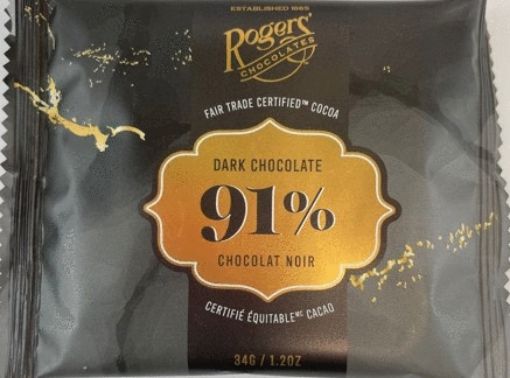 ESTABLISHED 1885
Rogers'
CHOCOLATES
FAIR TRADE CERTIFIED™ COCOA
DARK CHOCOLATE
91%
CHOCOLAT NOIR
CERTIFIÉ ÉQUITABLEᴹᶜ CACAO
34G / 1.2OZ